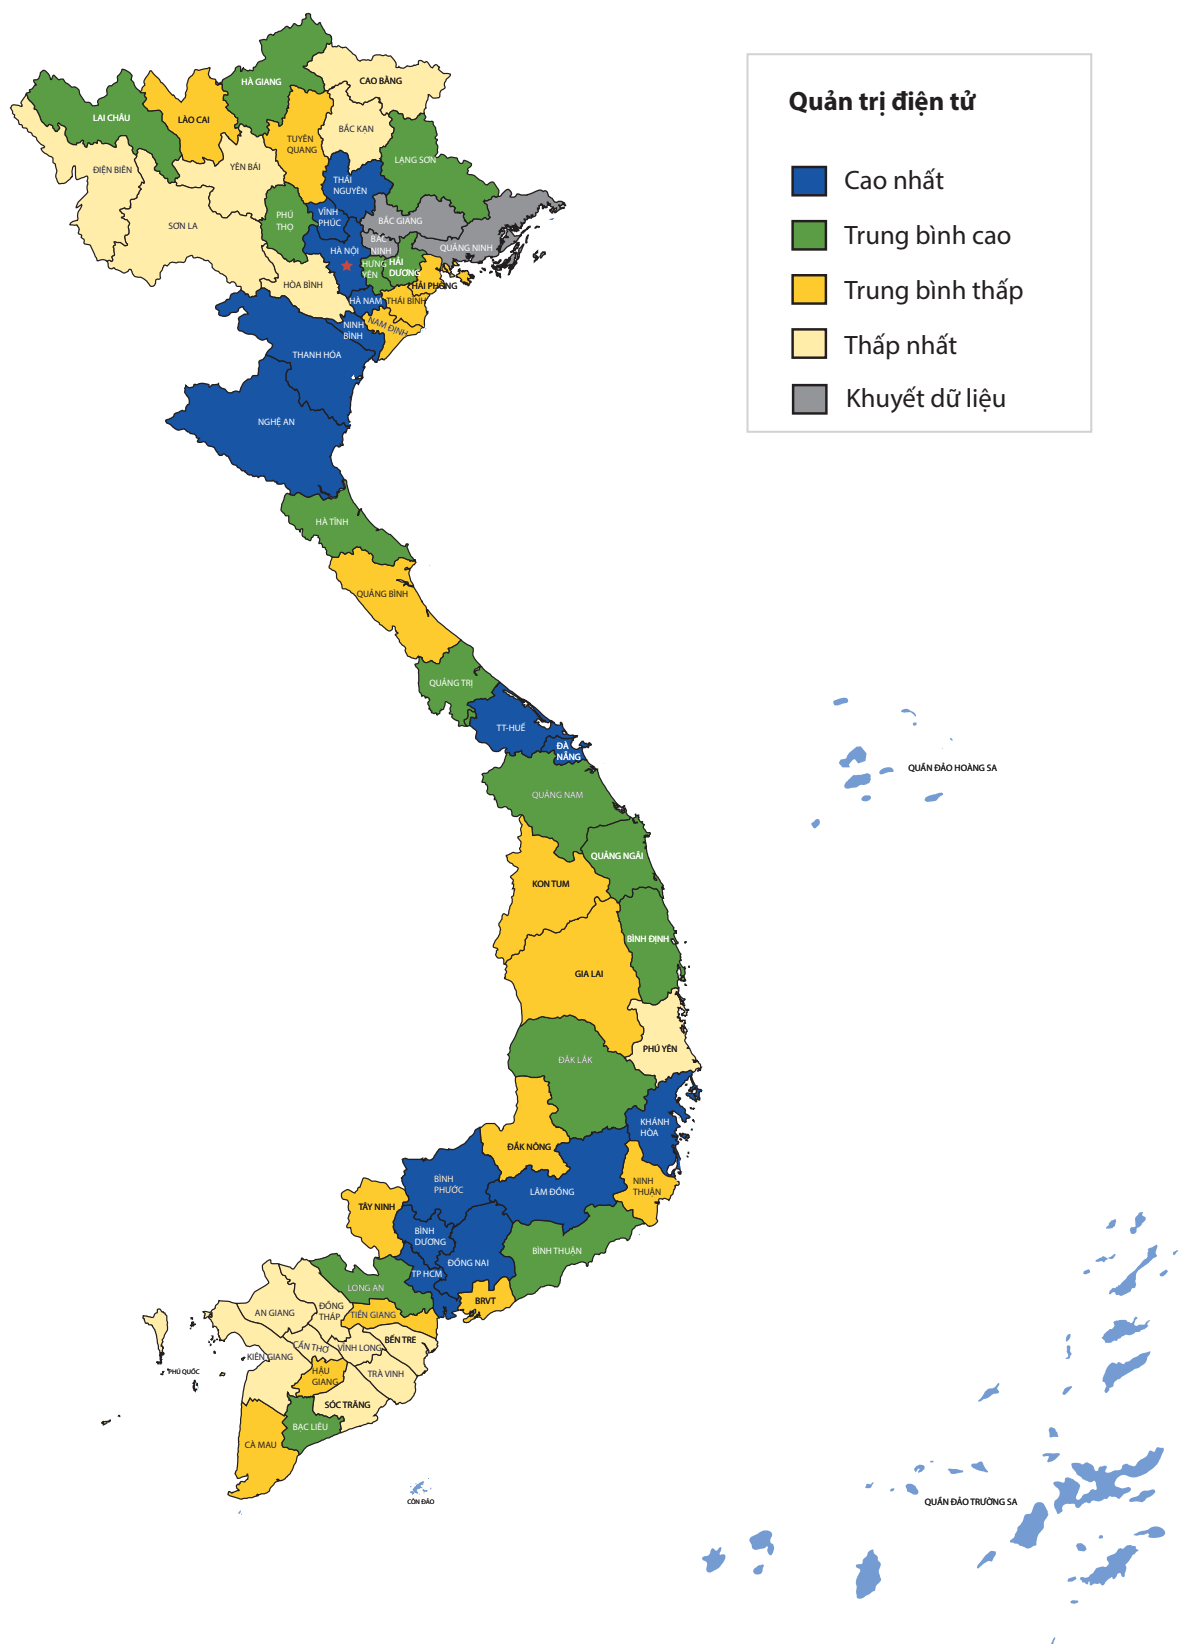 Quản trị điện tử
Cao nhất
Trung bình cao
Trung bình thấp
Thấp nhất
Khuyết dữ liệu
HÀ GIANG
CAO BẰNG
LAI CHÂU
LÀO CAI
BẮC KẠN
TUYÊN
QUANG
LẠNG SƠN
ĐIỆN BIÊN
YÊN BÁI
THÁI
NGUYÊN
PHÚ
THỌ
VĨNH
PHÚC
BẮC GIANG
SƠN LA
BẮC
NINH
QUẢNG NINH
HÀ NỘI
HƯNG
YÊN
HẢI
DƯƠNG
HẢI PHÒNG
HÒA BÌNH
HÀ NAM
THÁI BÌNH
NINH
BÌNH
NAM ĐỊNH
THANH HÓA
NGHỆ AN
HÀ TĨNH
QUẢNG BÌNH
QUẢNG TRỊ
TT-HUẾ
ĐÀ
NẴNG
QUẦN ĐẢO HOÀNG SA
QUẢNG NAM
QUẢNG NGÃI
KON TUM
BÌNH ĐỊNH
GIA LAI
PHÚ YÊN
ĐẮK LẮK
KHÁNH
HÒA
ĐẮK NÔNG
BÌNH
PHƯỚC
LÂM ĐỒNG
NINH
THUẬN
TÂY NINH
BÌNH
DƯƠNG
BÌNH THUẬN
ĐỒNG NAI
TP HCM
LONG AN
BRVT
AN GIANG
ĐỒNG
THÁP
TIỀN GIANG
BẾN TRE
CẦN THƠ
VĨNH LONG
KIÊN GIANG
PHÚ QUỐC
HẬU
GIANG
TRÀ VINH
SÓC TRĂNG
BẠC LIÊU
CÀ MAU
CÔN ĐẢO
QUẦN ĐẢO TRƯỜNG SA